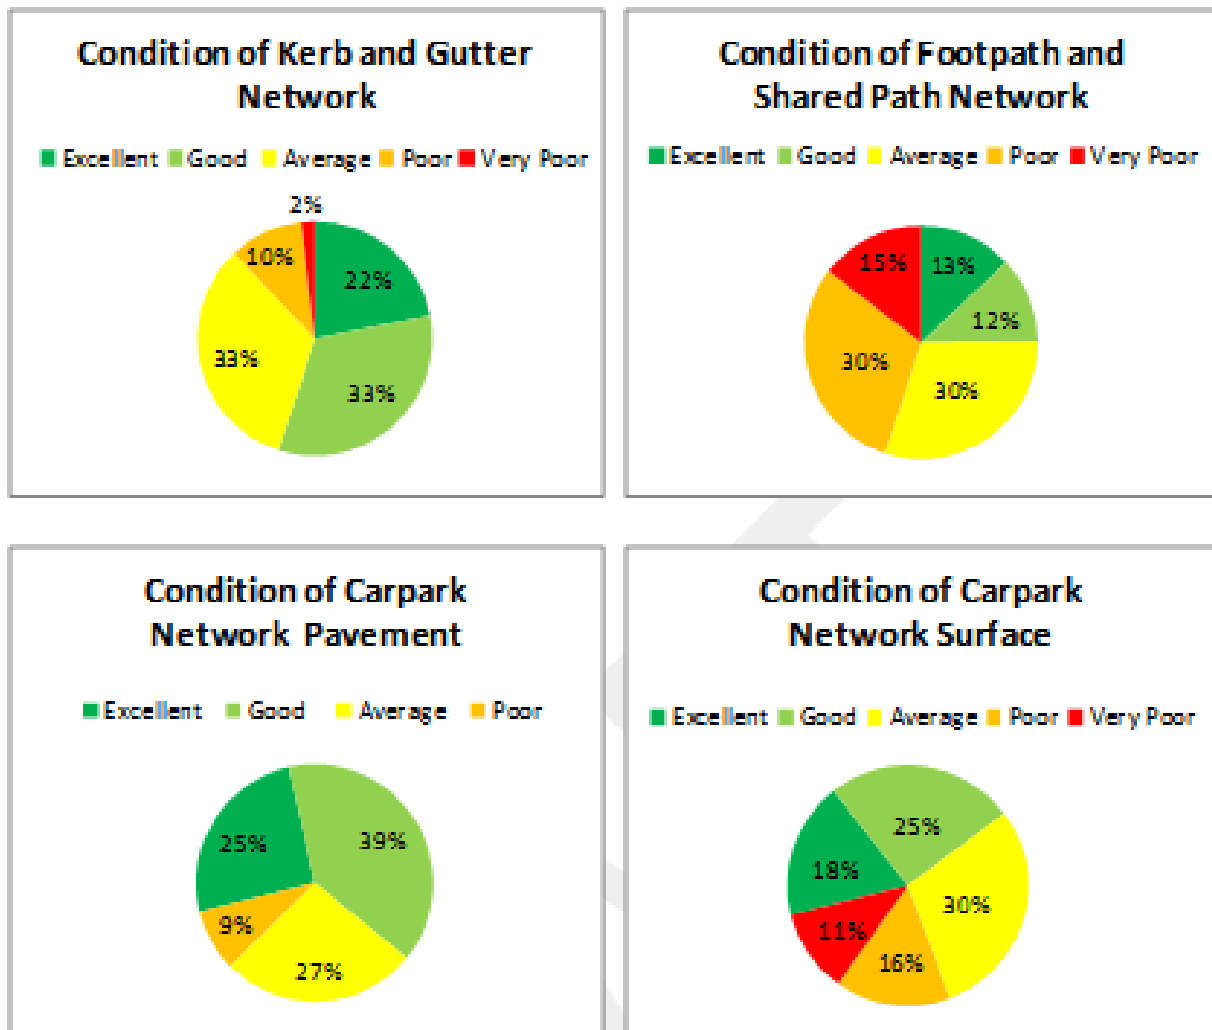 Condition of Kerb and Gutter
Network
Excellent Good Average Poor Very Poor
2%
10%
22%
33%
33%
Condition of Footpath and
Shared Path Network
Excellent Good Average Poor Very Poor
15%
13%
12%
30%
30%
Condition of Carpark
Network Pavement
Excellent Good Average Poor
25%
39%
9%
27%
Condition of Carpark
Network Surface
Excellent Good Average Poor Very Poor
25%
18%
30%
11%
16%